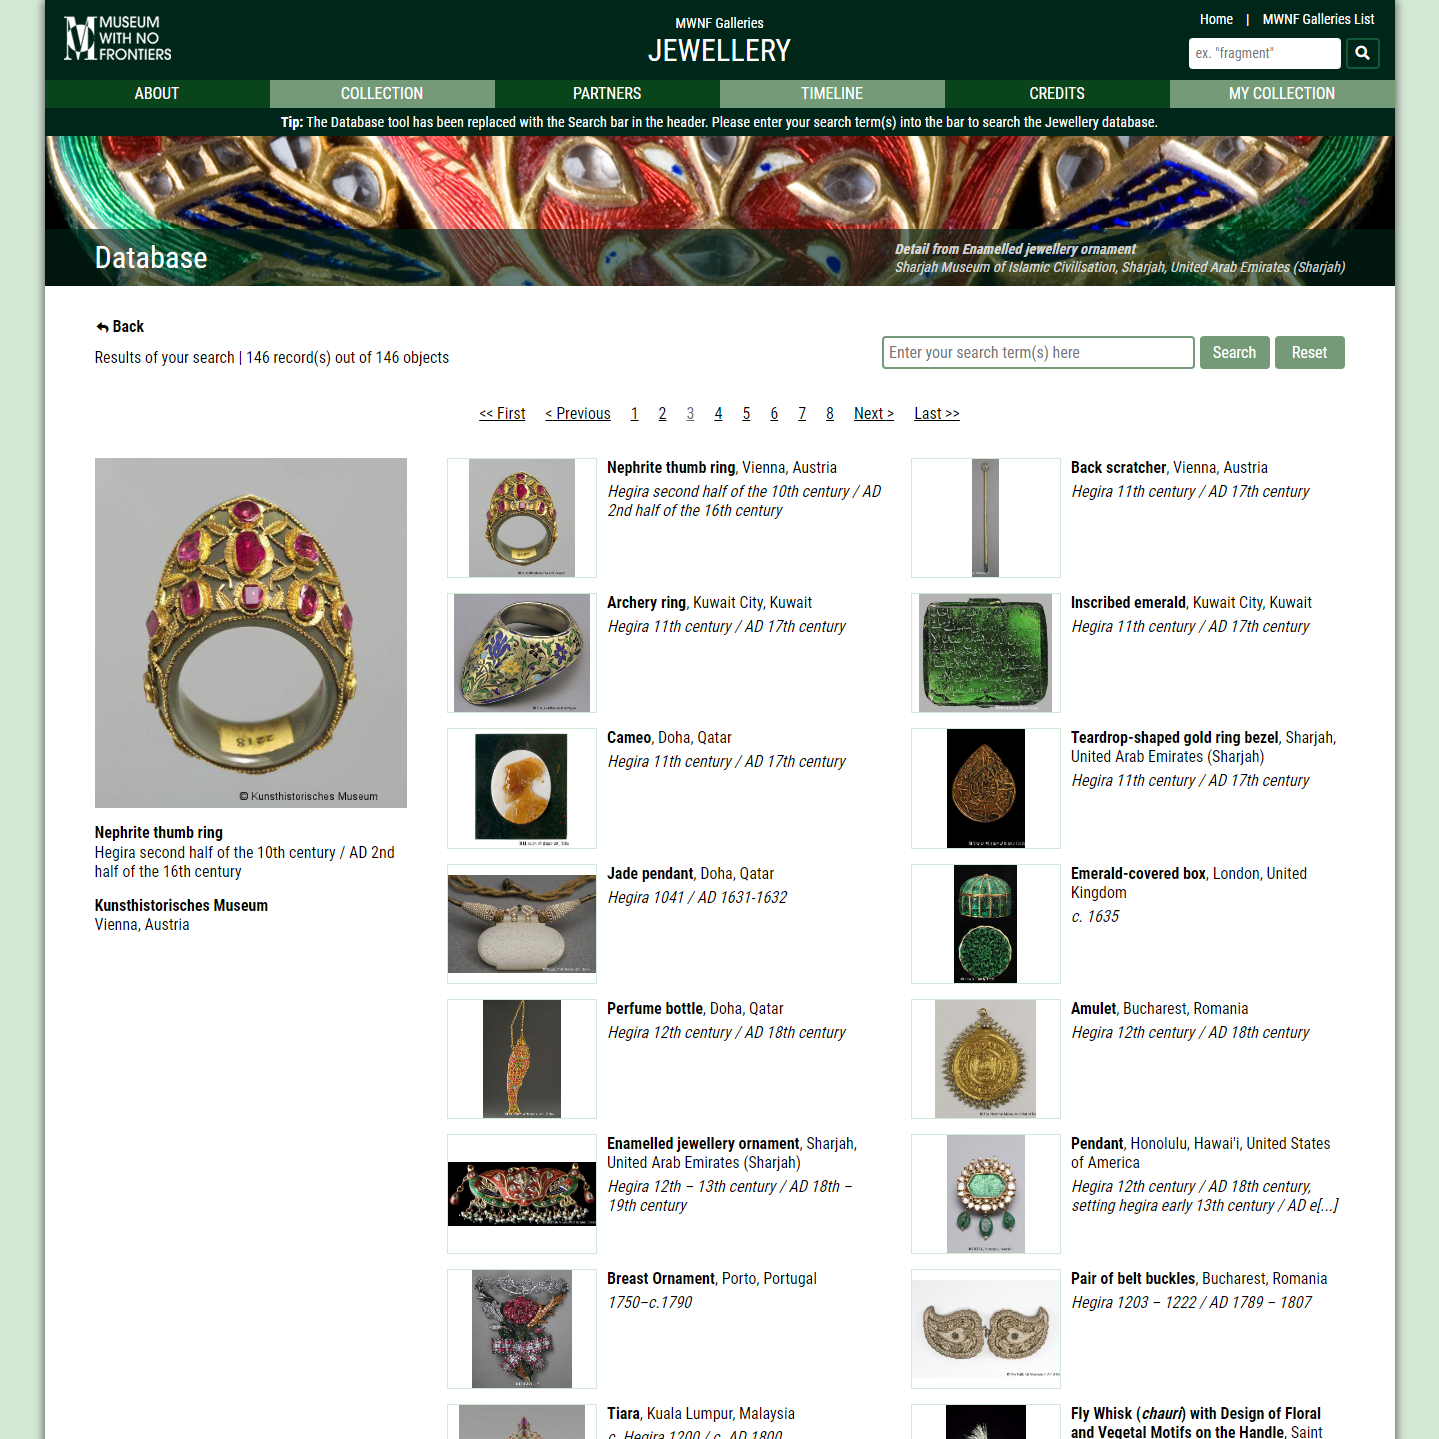 MUSEUM
WITH NO
FRONTIERS
MWNF Galleries
JEWELLERY
Home | MWNF Galleries List
ex. "fragment"
ABOUT COLLECTION PARTNERS TIMELINE CREDITS MY COLLECTION
Tip: The Database tool has been replaced with the Search bar in the header. Please enter your search term(s) into the bar to search the Jewellery database.
Database
Detail from Enamelled jewellery ornament
Sharjah Museum of Islamic Civilisation, Sharjah, United Arab Emirates (Sharjah)
Back
Results of your search | 146 record(s) out of 146 objects
Enter your search term(s) here Search Reset
<< First < Previous 1 2 3 4 5 6 7 8 Next > Last >>
2218
© Kunsthistorisches Museum
Nephrite thumb ring
Hegira second half of the 10th century / AD 2nd
half of the 16th century
Kunsthistorisches Museum
Vienna, Austria
Nephrite thumb ring, Vienna, Austria
Hegira second half of the 10th century / AD
2nd half of the 16th century
Back scratcher, Vienna, Austria
Hegira 11th century / AD 17th century
Archery ring, Kuwait City, Kuwait
Hegira 11th century / AD 17th century
Inscribed emerald, Kuwait City, Kuwait
Hegira 11th century / AD 17th century
Cameo, Doha, Qatar
Hegira 11th century / AD 17th century
Teardrop-shaped gold ring bezel, Sharjah,
United Arab Emirates (Sharjah)
Hegira 11th century / AD 17th century
Jade pendant, Doha, Qatar
Hegira 1041 / AD 1631-1632
Emerald-covered box, London, United
Kingdom
c. 1635
Perfume bottle, Doha, Qatar
Hegira 12th century / AD 18th century
Amulet, Bucharest, Romania
Hegira 12th century / AD 18th century
Enamelled jewellery ornament, Sharjah,
United Arab Emirates (Sharjah)
Hegira 12th – 13th century / AD 18th –
19th century
Pendant, Honolulu, Hawai'i, United States
of America
Hegira 12th century / AD 18th century,
setting hegira early 13th century / AD e[...]
Breast Ornament, Porto, Portugal
1750–c.1790
Pair of belt buckles, Bucharest, Romania
Hegira 1203 – 1222 / AD 1789 – 1807
Tiara, Kuala Lumpur, Malaysia
c. Hegira 1200 / c. AD 1800
Fly Whisk (chauri) with Design of Floral
and Vegetal Motifs on the Handle, Saint